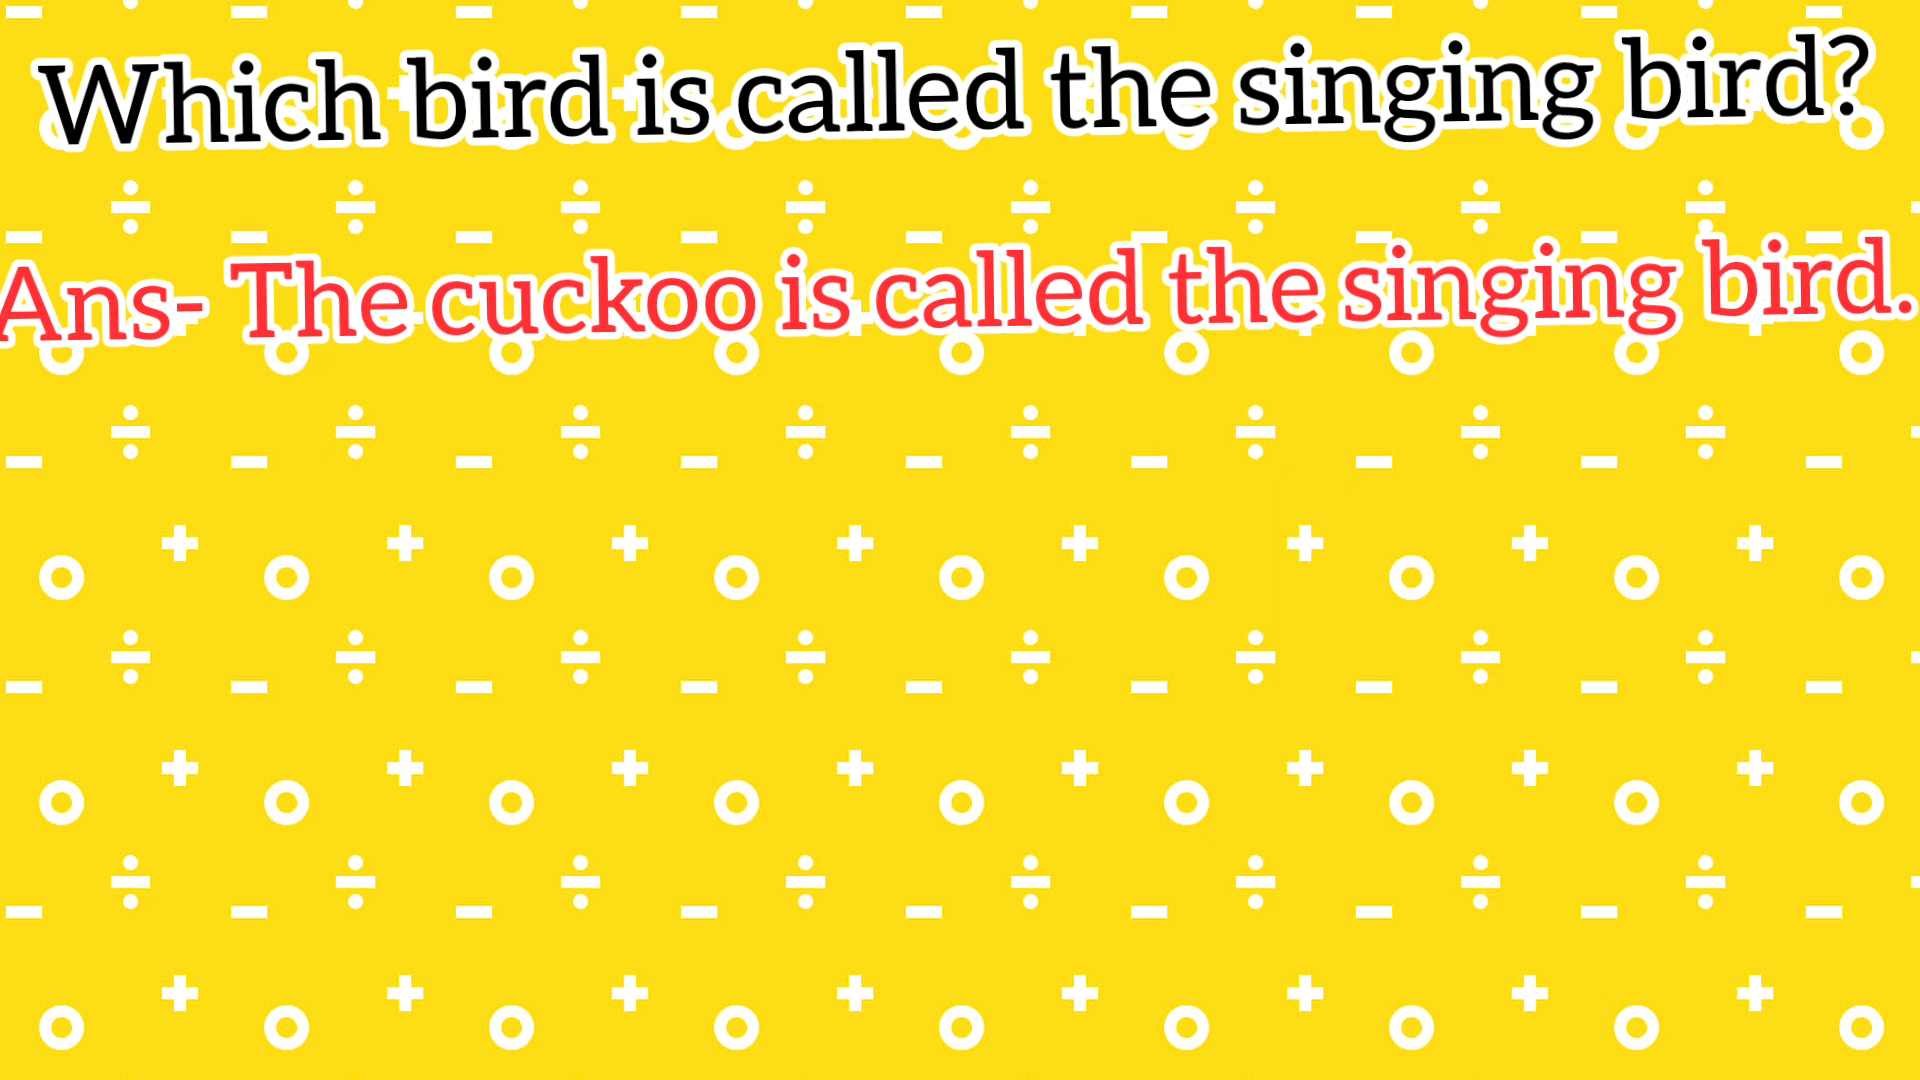 Which bird is called the singing bird?
Ans- The cuckoo is called the singing bird.